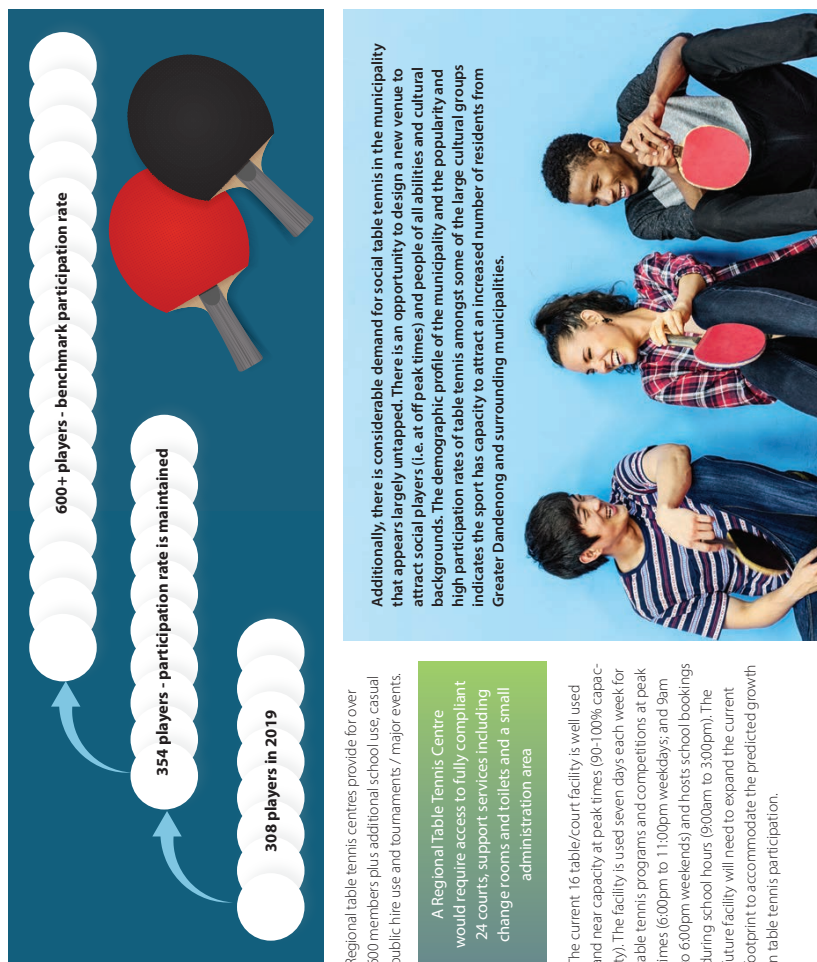 600+ players - benchmark participation rate
354 players - participation rate is maintained
308 players in 2019
Regional table tennis centres provide for over
600 members plus additional school use, casual
public hire use and tournaments / major events.
A Regional Table Tennis Centre
would require access to fully compliant
24 courts, support services including
change rooms and toilets and a small
administration area
The current 16 table/court facility is well used
and near capacity at peak times (90-100% capac-
ty). The facility is used seven days each week for
able tennis programs and competitions at peak
imes (6:00pm to 11:00pm weekdays; and 9am
o 6:00pm weekends) and hosts school bookings
during school hours (9:00am to 3:00pm). The
uture facility will need to expand the current
ootprint to accommodate the predicted growth
n table tennis participation.
Additionally, there is considerable demand for social table tennis in the municipality
that appears largely untapped. There is an opportunity to design a new venue to
attract social players (i.e. at off peak times) and people of all abilities and cultural
backgrounds. The demographic profile of the municipality and the popularity and
high participation rates of table tennis amongst some of the large cultural groups
indicates the sport has capacity to attract an increased number of residents from
Greater Dandenong and surrounding municipalities.